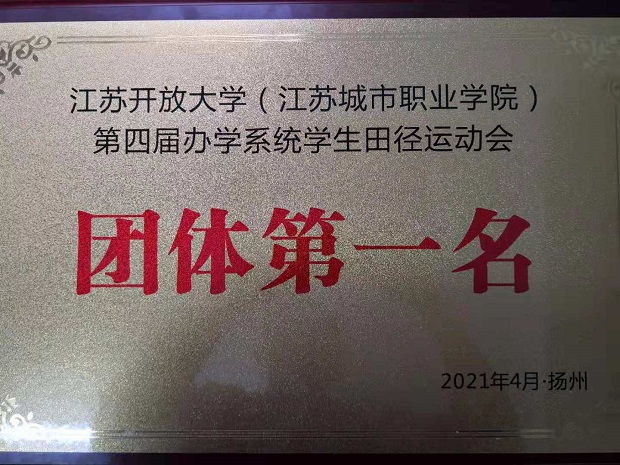 江苏开放大学（江苏城市职业学院）
第四届办学系统学生田径运动会
团体第一名
2021年4月·扬州